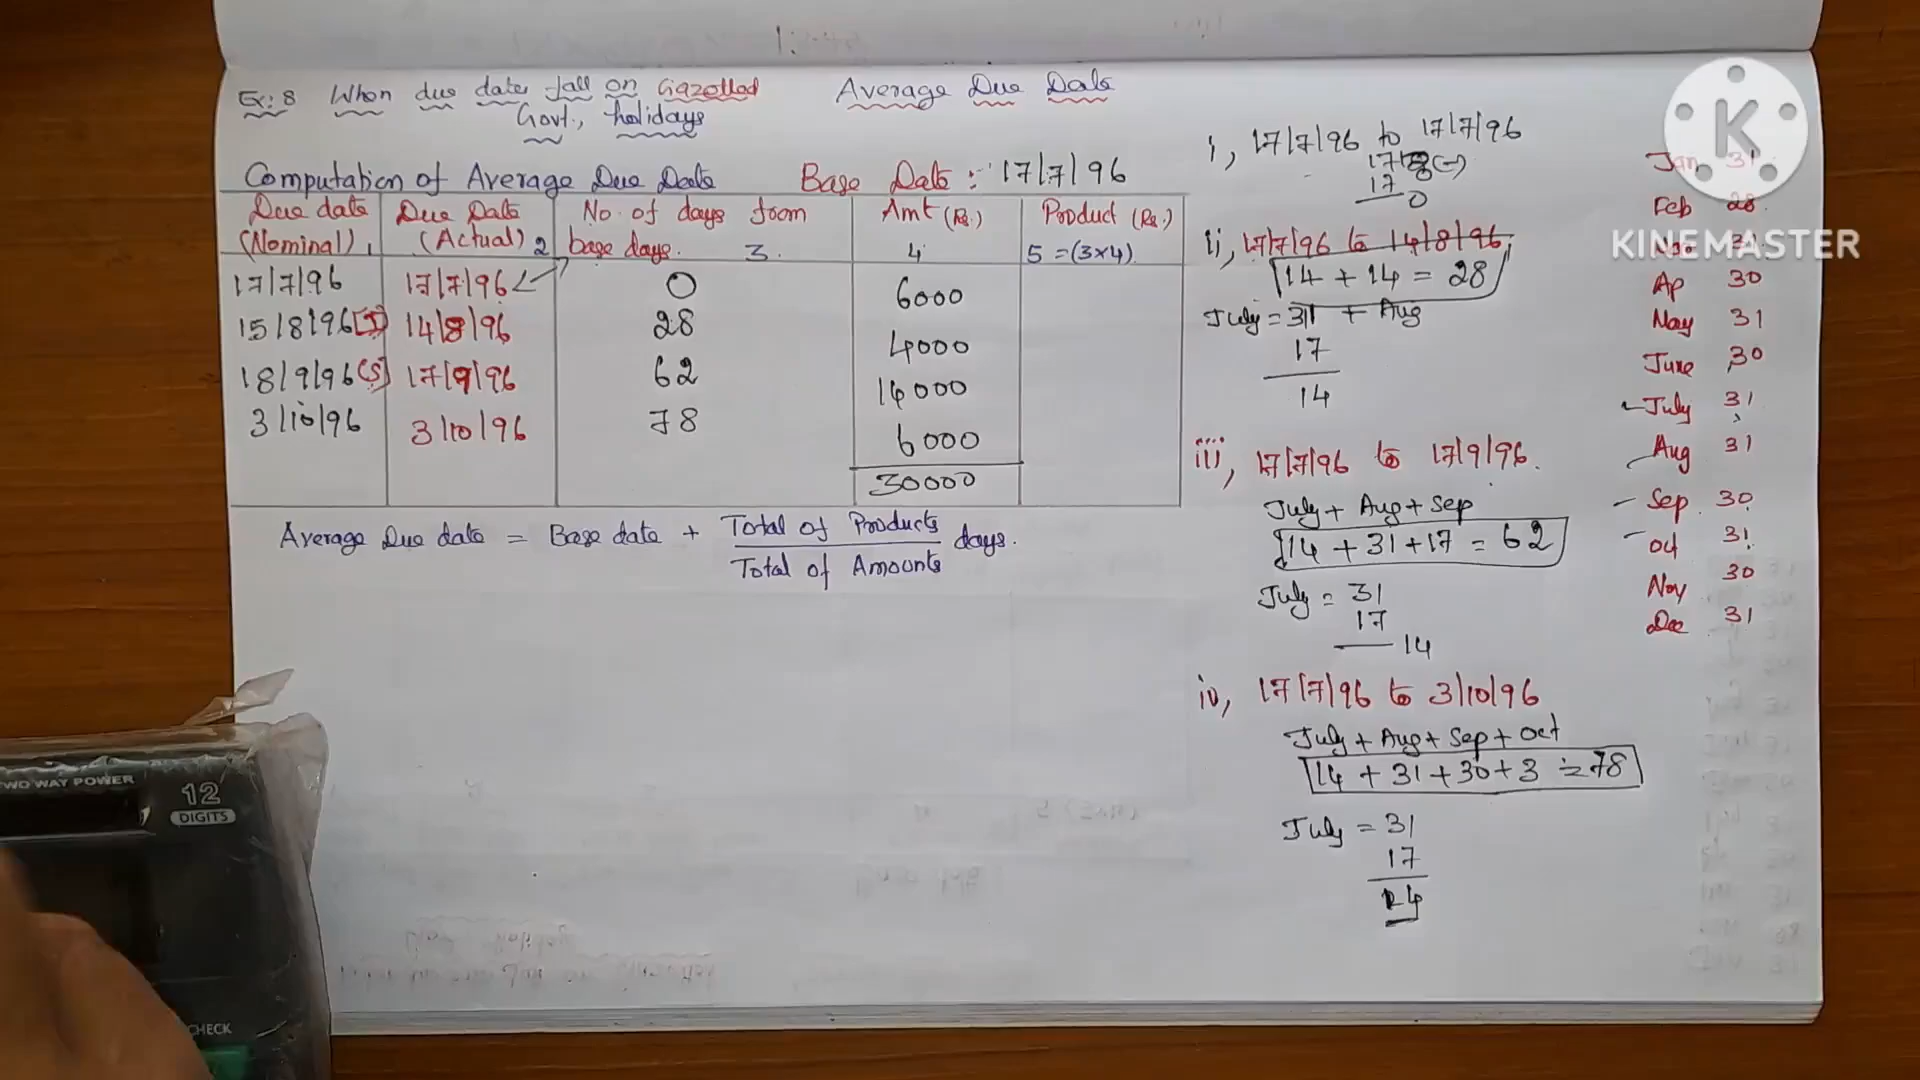 Ex: 8 When due date fall on Gazetted
Govt., holidays
Average Due Date
Computation of Average Due Date Base Date: 17/7/96
Due date (Nominal) 1
Due Date (Actual) 2
No. of days from base days. 3
Amt (Rs.) 4
Product (Rs.) 5 = (3x4)
17/7/96 17/7/96 0 6000
15/8/96 [I] 14/8/96 28 4000
18/9/96 (S) 17/9/96 62 14000
3/10/96 3/10/96 78 6000
30000
Average Due date = Base date + Total of Products / Total of Amounts days.
i, 17/7/96 to 17/7/96
17 (-)
17
0
ii, 17/7/96 to 14/8/96
14 + 14 = 28
July = 31 + Aug
17
14
iii, 17/7/96 to 17/9/96.
July + Aug + Sep
14 + 31 + 17 = 62
July = 31
17
14
iv, 17/7/96 to 3/10/96
July + Aug + Sep + Oct
14 + 31 + 30 + 3 = 78
July = 31
17
14
Jan 31
Feb 28
31
Ap 30
May 31
June 30
July 31
Aug 31
Sep 30
Oct 31
Nov 30
Dec 31
K
KINEMASTER
TWO WAY POWER
12
DIGITS
CHECK